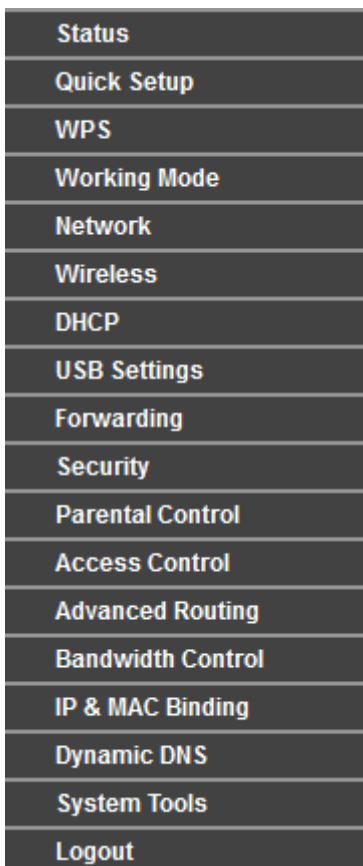 Status
Quick Setup
WPS
Working Mode
Network
Wireless
DHCP
USB Settings
Forwarding
Security
Parental Control
Access Control
Advanced Routing
Bandwidth Control
IP & MAC Binding
Dynamic DNS
System Tools
Logout